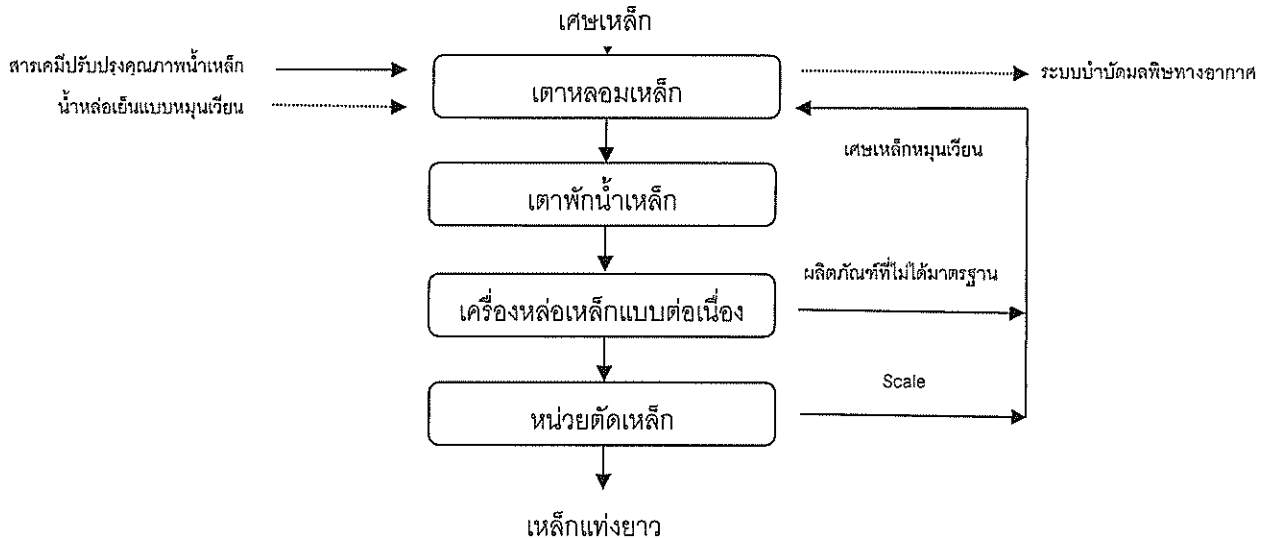 เศษเหล็ก
สารเคมีปรับปรุงคุณภาพน้ำเหล็ก
ระบบบำบัดมลพิษทางอากาศ
เตาหลอมเหล็ก
น้ำหล่อเย็นแบบหมุนเวียน
เศษเหล็กหมุนเวียน
เตาพักน้ำเหล็ก
ผลิตภัณฑ์ที่ไม่ได้มาตรฐาน
เครื่องหล่อเหล็กแบบต่อเนื่อง
Scale
หน่วยตัดเหล็ก
เหล็กแท่งยาว